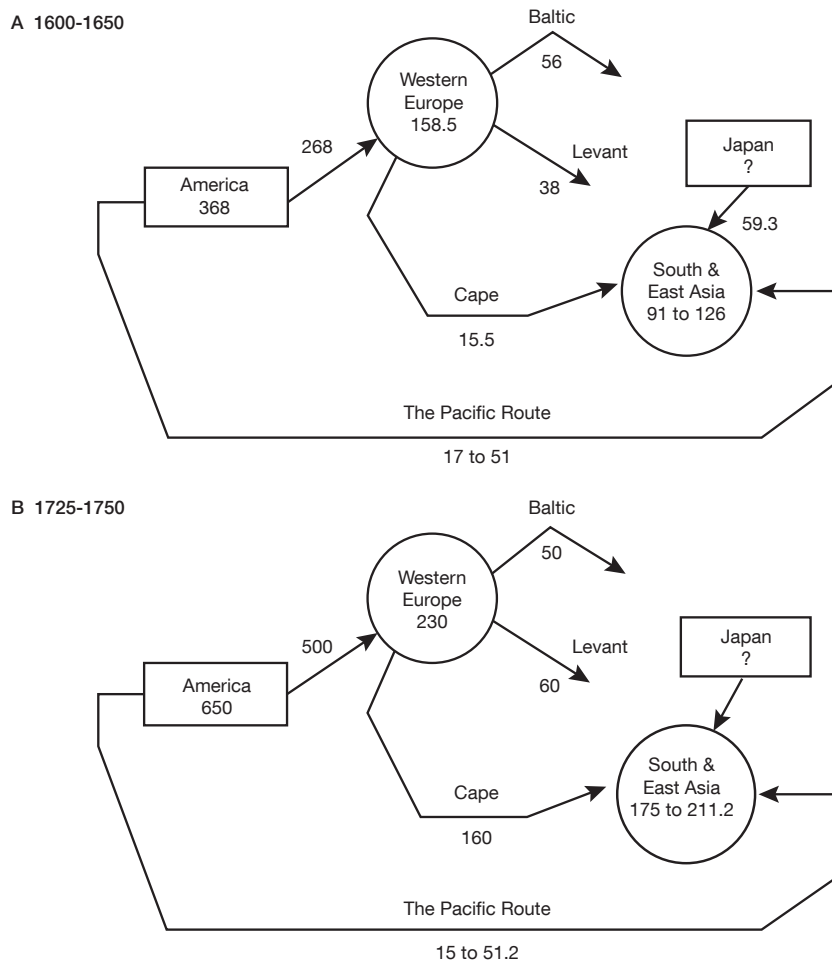 A 1600-1650
Baltic
56
Western
Europe
158.5
268
Levant
38
America
368
Japan
?
59.3
South &
East Asia
91 to 126
Cape
15.5
The Pacific Route
17 to 51
B 1725-1750
Baltic
50
Western
Europe
230
500
Levant
60
America
650
Japan
?
South &
East Asia
175 to 211.2
Cape
160
The Pacific Route
15 to 51.2